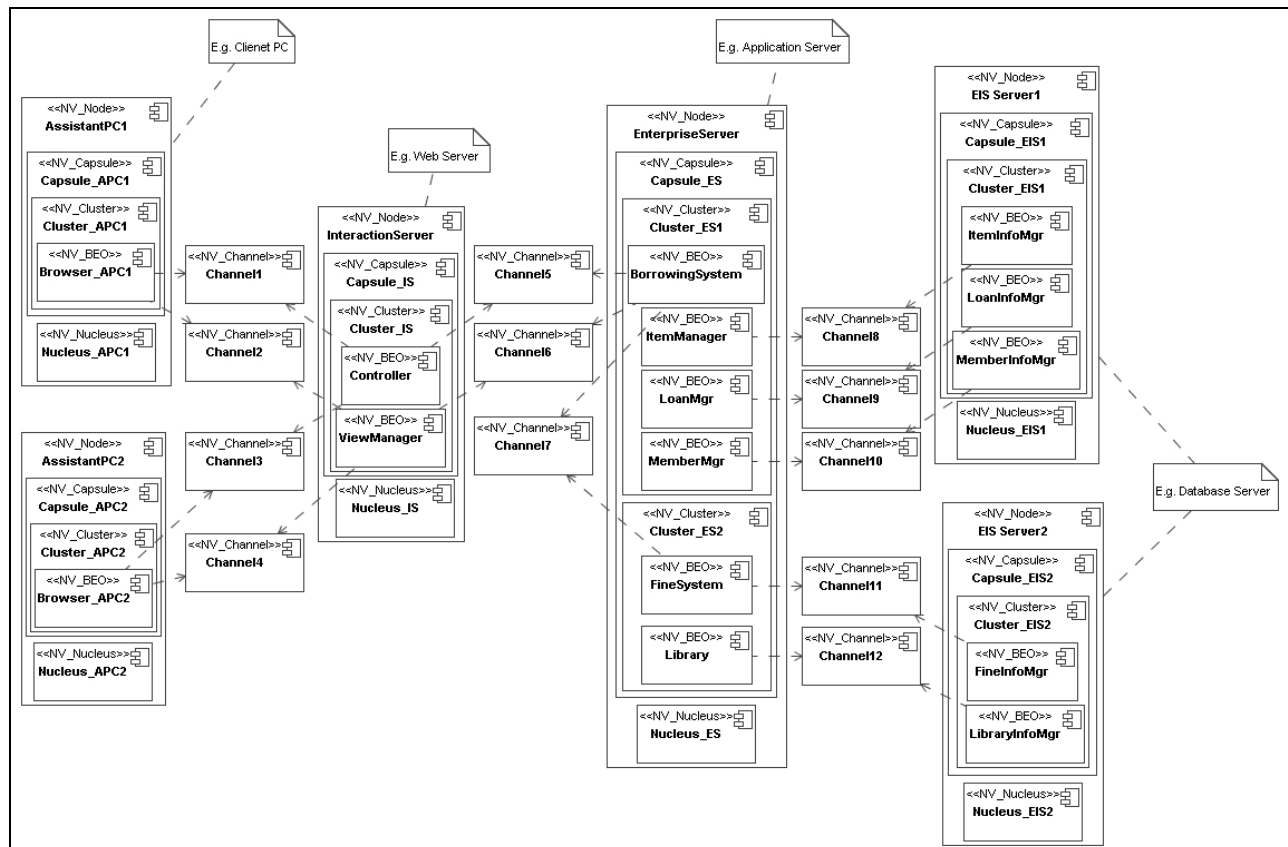 E.g. Clienet PC
E.g. Application Server
E.g. Web Server
<<NV_Node>>
AssistantPC1
<<NV_Capsule>>
Capsule_APC1
<<NV_Cluster>>
Cluster_APC1
<<NV_BEO>>
Browser_APC1
<<NV_Nucleus>>
Nucleus_APC1
<<NV_Node>>
AssistantPC2
<<NV_Capsule>>
Capsule_APC2
<<NV_Cluster>>
Cluster_APC2
<<NV_BEO>>
Browser_APC2
<<NV_Nucleus>>
Nucleus_APC2
<<NV_Channel>>
Channel1
<<NV_Channel>>
Channel2
<<NV_Channel>>
Channel3
<<NV_Channel>>
Channel4
<<NV_Node>>
InteractionServer
<<NV_Capsule>>
Capsule_IS
<<NV_Cluster>>
Cluster_IS
<<NV_BEO>>
Controller
<<NV_BEO>>
ViewManager
<<NV_Nucleus>>
Nucleus_IS
<<NV_Channel>>
Channel5
<<NV_Channel>>
Channel6
<<NV_Channel>>
Channel7
<<NV_Node>>
EnterpriseServer
<<NV_Capsule>>
Capsule_ES
<<NV_Cluster>>
Cluster_ES1
<<NV_BEO>>
BorrowingSystem
<<NV_BEO>>
ItemManager
<<NV_BEO>>
LoanMgr
<<NV_BEO>>
MemberMgr
<<NV_Cluster>>
Cluster_ES2
<<NV_BEO>>
FineSystem
<<NV_BEO>>
Library
<<NV_Nucleus>>
Nucleus_ES
<<NV_Channel>>
Channel8
<<NV_Channel>>
Channel9
<<NV_Channel>>
Channel10
<<NV_Channel>>
Channel11
<<NV_Channel>>
Channel12
<<NV_Node>>
EIS Server1
<<NV_Capsule>>
Capsule_EIS1
<<NV_Cluster>>
Cluster_EIS1
<<NV_BEO>>
ItemInfoMgr
<<NV_BEO>>
LoanInfoMgr
<<NV_BEO>>
MemberInfoMgr
<<NV_Nucleus>>
Nucleus_EIS1
E.g. Database Server
<<NV_Node>>
EIS Server2
<<NV_Capsule>>
Capsule_EIS2
<<NV_Cluster>>
Cluster_EIS2
<<NV_BEO>>
FineInfoMgr
<<NV_BEO>>
LibraryInfoMgr
<<NV_Nucleus>>
Nucleus_EIS2